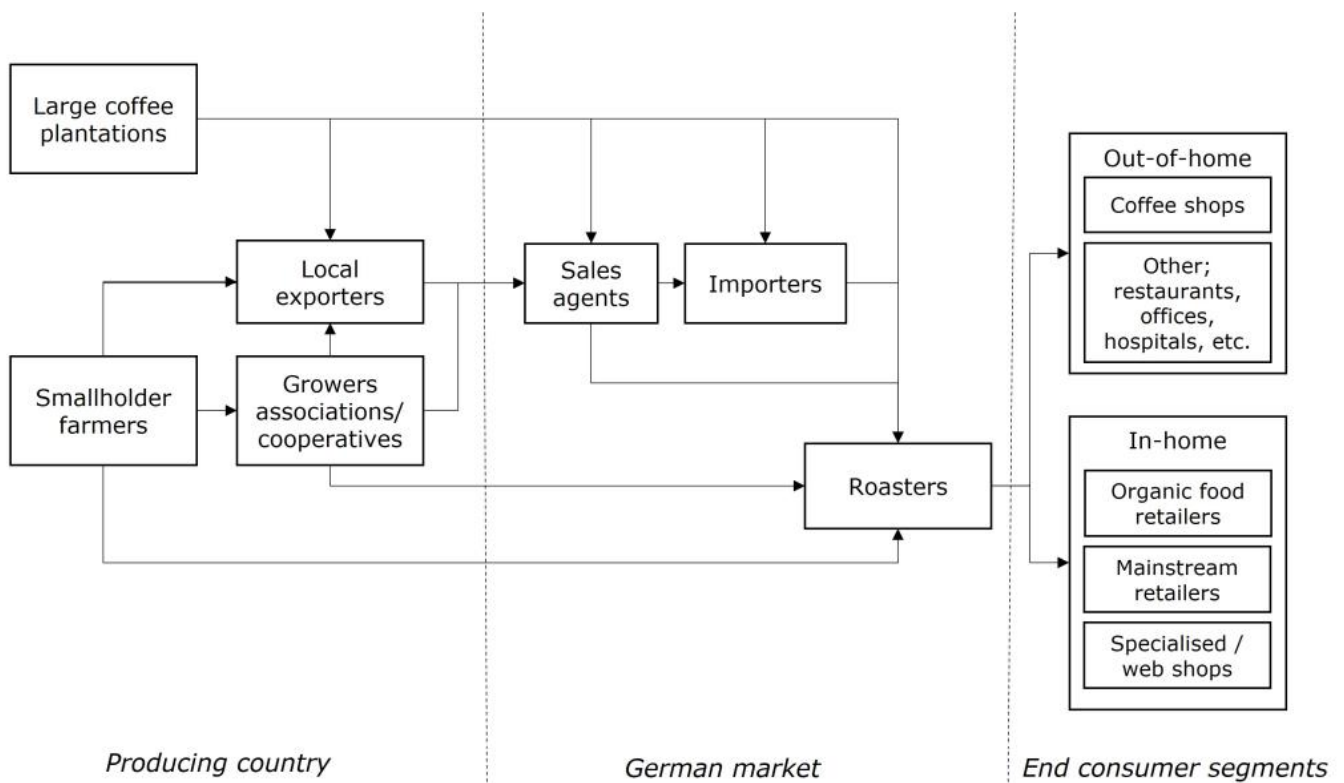 Large coffee
plantations
Local
exporters
Smallholder
farmers
Growers
associations/
cooperatives
Sales
agents
Importers
Roasters
Out-of-home
Coffee shops
Other;
restaurants,
offices,
hospitals, etc.
In-home
Organic food
retailers
Mainstream
retailers
Specialised /
web shops
Producing country
German market
End consumer segments